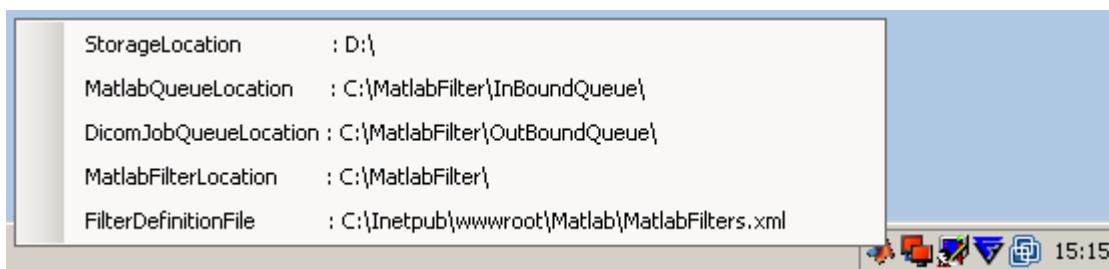 StorageLocation : D:\
MatlabQueueLocation : C:\MatlabFilter\InBoundQueue\
DicomJobQueueLocation : C:\MatlabFilter\OutBoundQueue\
MatlabFilterLocation : C:\MatlabFilter\
FilterDefinitionFile : C:\Inetpub\wwwroot\Matlab\MatlabFilters.xml
15:15